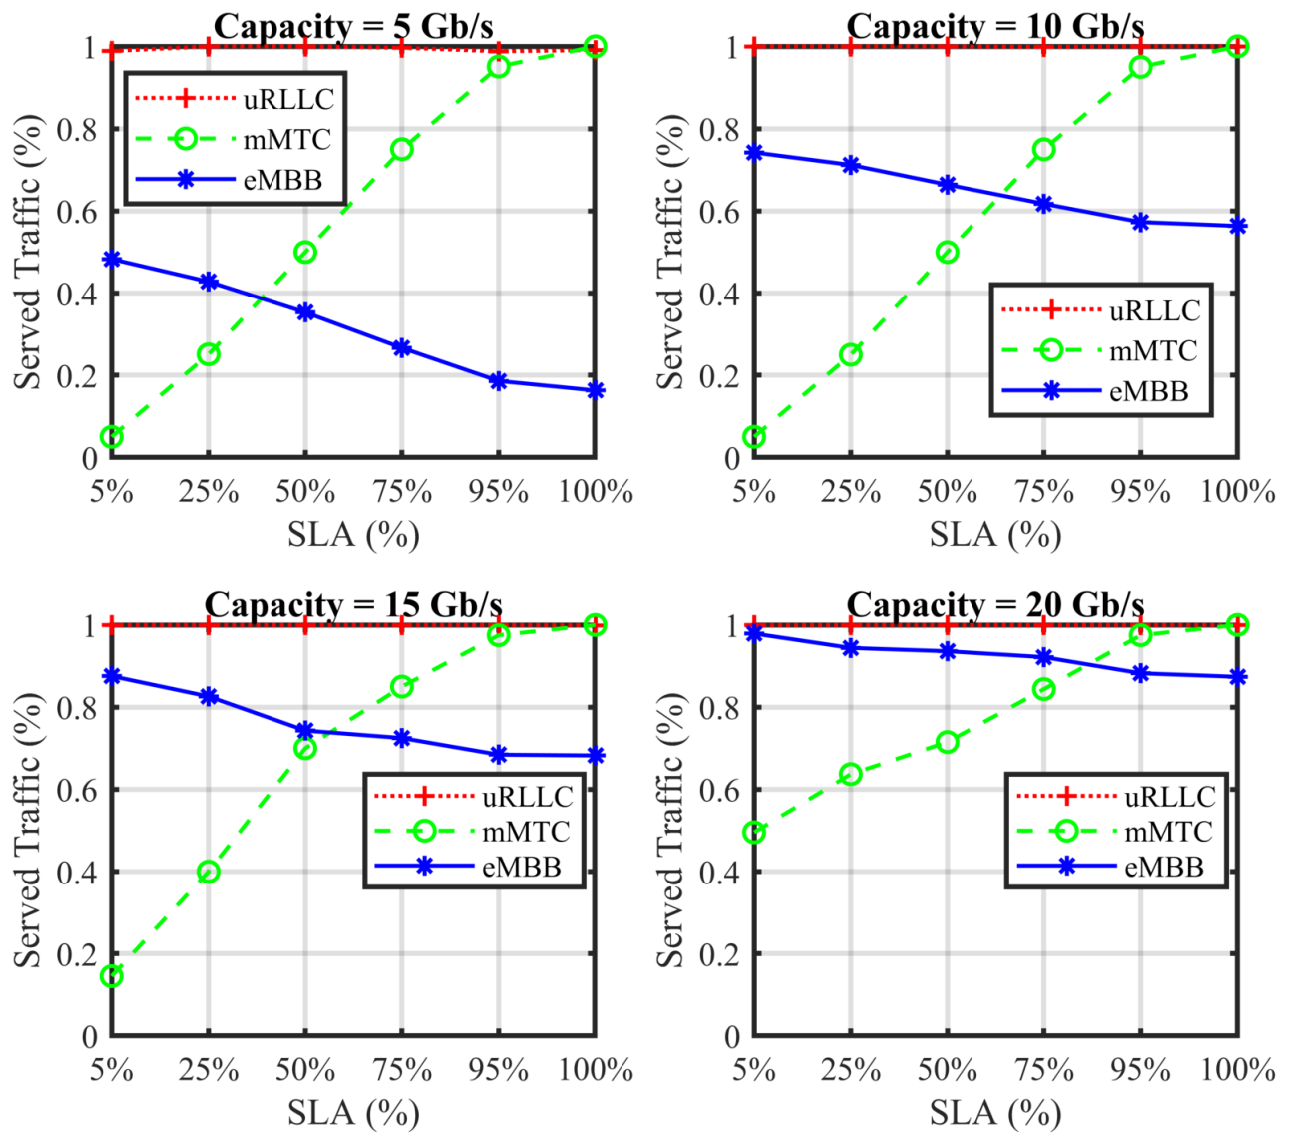 Capacity = 5 Gb/s
Served Traffic (%)
1
0.8
0.6
0.4
0.2
0
uRLLC
mMTC
eMBB
5% 25% 50% 75% 95% 100%
SLA (%)
Capacity = 10 Gb/s
Served Traffic (%)
1
0.8
0.6
0.4
0.2
0
uRLLC
mMTC
eMBB
5% 25% 50% 75% 95% 100%
SLA (%)
Capacity = 15 Gb/s
Served Traffic (%)
1
0.8
0.6
0.4
0.2
0
uRLLC
mMTC
eMBB
5% 25% 50% 75% 95% 100%
SLA (%)
Capacity = 20 Gb/s
Served Traffic (%)
1
0.8
0.6
0.4
0.2
0
uRLLC
mMTC
eMBB
5% 25% 50% 75% 95% 100%
SLA (%)